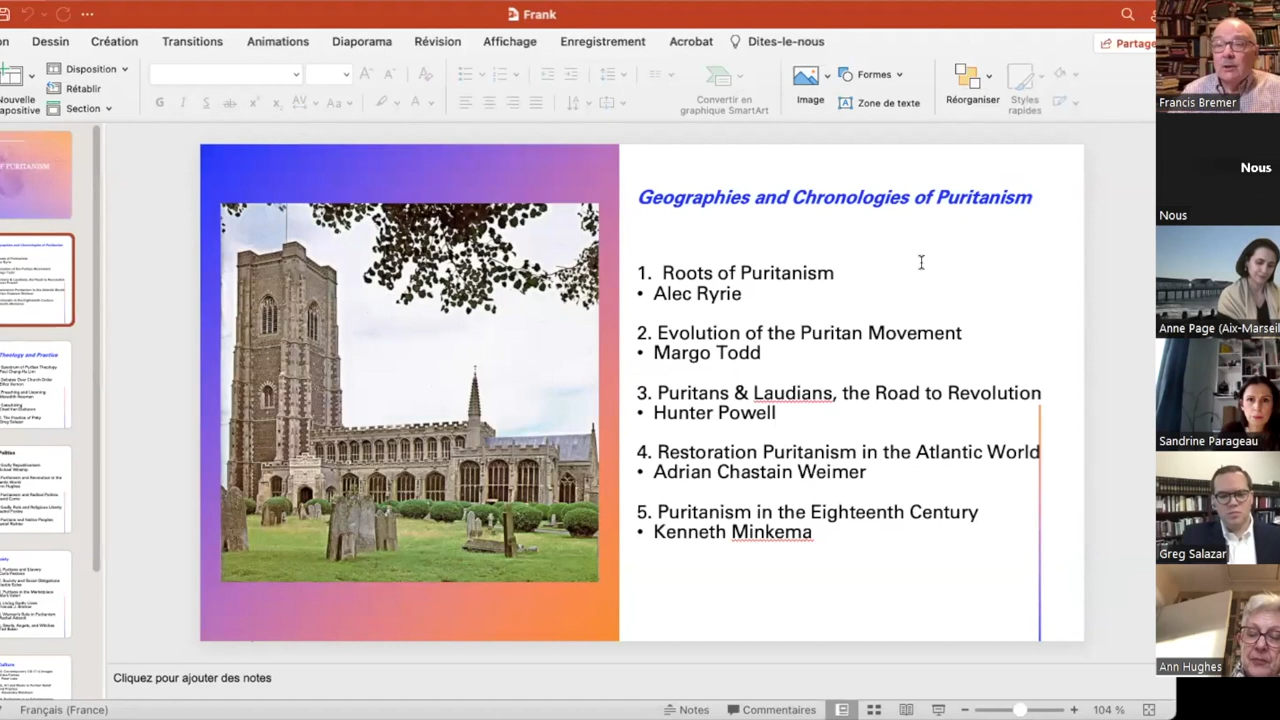 Frank
on
Dessin
Création
Transitions
Animations
Diaporama
Révision
Affichage
Enregistrement
Acrobat
Dites-le-nous
Partage
Nouvelle
apositive
Disposition
Rétablir
Section
Convertir en
graphique SmartArt
Image
Formes
Zone de texte
Réorganiser
Styles
rapides
Geographies and Chronologies of Puritanism
1. Roots of Puritanism
• Alec Ryrie
2. Evolution of the Puritan Movement
• Margo Todd
3. Puritans & Laudians, the Road to Revolution
• Hunter Powell
4. Restoration Puritanism in the Atlantic World
• Adrian Chastain Weimer
5. Puritanism in the Eighteenth Century
• Kenneth Minkema
Francis Bremer
Nous
Nous
Anne Page (Aix-Marseil
Sandrine Parageau
Greg Salazar
Ann Hughes
Cliquez pour ajouter des notes
Français (France)
Notes
Commentaires
104 %